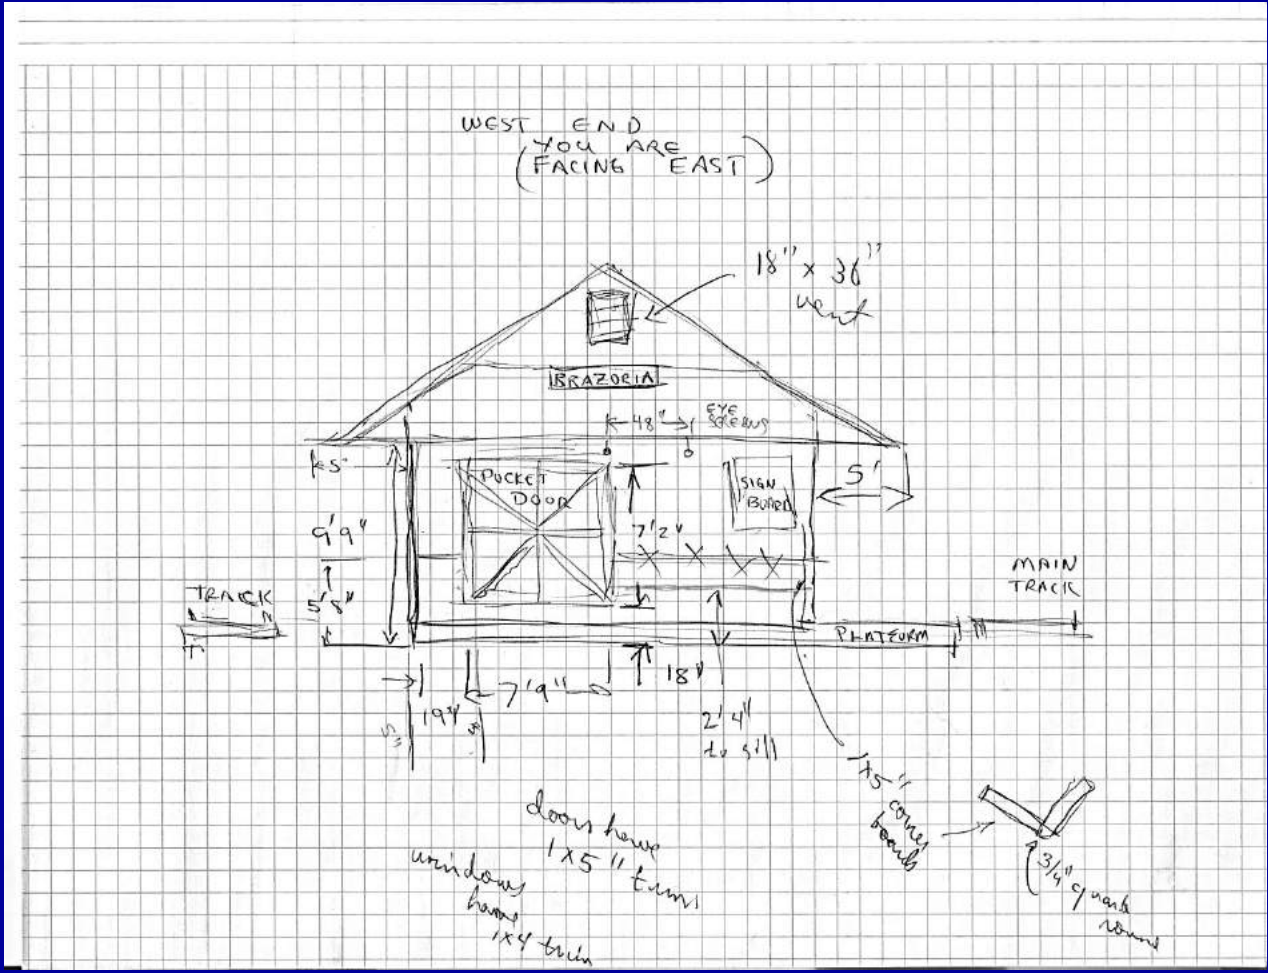 WEST END
(YOU ARE
FACING EAST)
18" x 36"
vent
BRAZORIA
48"
EYE
SCREWS
5'
POCKET
DOOR
SIGN
BOARD
5'
9'9"
7'2"
5'8"
TRACK
MAIN
TRACK
PLATFORM
18"
7'9"
19"
5"
2'4"
to sill
1x5"
corner
boards
3/4" quarter
round
doors have
1x5" trim
windows
have
1x4 trim